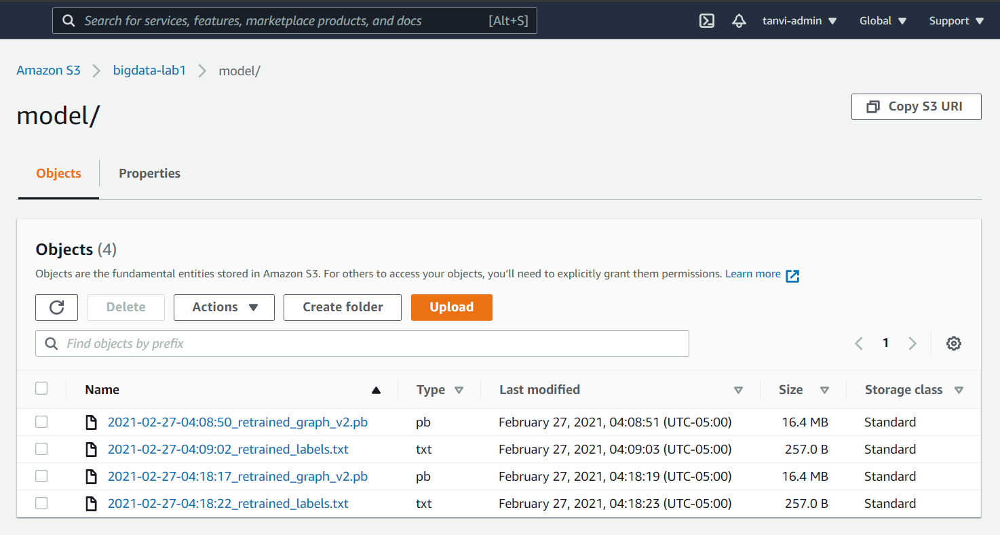 Search for services, features, marketplace products, and docs [Alt+S] tanvi-admin Global Support
Amazon S3 bigdata-lab1 model/
model/
Copy S3 URI
Objects Properties
Objects (4)
Objects are the fundamental entities stored in Amazon S3. For others to access your objects, you'll need to explicitly grant them permissions. Learn more
Delete Actions Create folder Upload
Find objects by prefix 1
Name Type Last modified Size Storage class
2021-02-27-04:08:50_retrained_graph_v2.pb pb February 27, 2021, 04:08:51 (UTC-05:00) 16.4 MB Standard
2021-02-27-04:09:02_retrained_labels.txt txt February 27, 2021, 04:09:03 (UTC-05:00) 257.0 B Standard
2021-02-27-04:18:17_retrained_graph_v2.pb pb February 27, 2021, 04:18:19 (UTC-05:00) 16.4 MB Standard
2021-02-27-04:18:22_retrained_labels.txt txt February 27, 2021, 04:18:23 (UTC-05:00) 257.0 B Standard